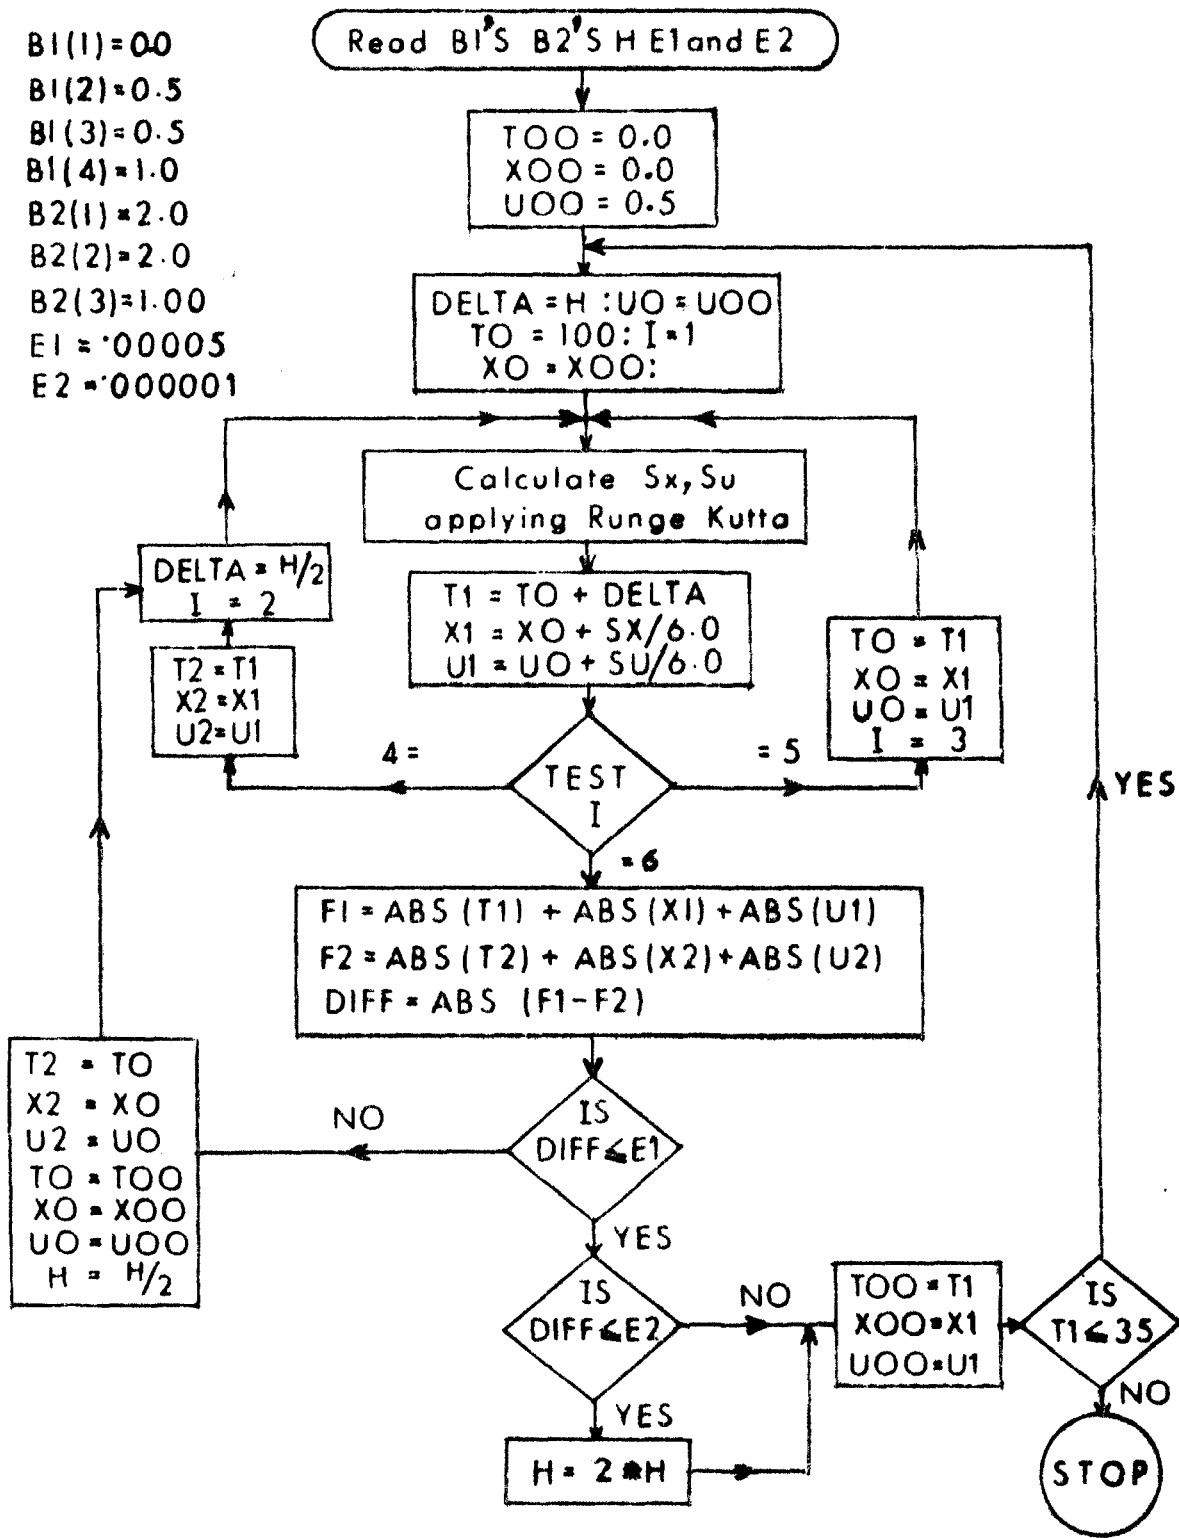 B1(1)=0.0
B1(2)=0.5
B1(3)=0.5
B1(4)=1.0
B2(1)=2.0
B2(2)=2.0
B2(3)=1.00
E1=·00005
E2=·000001
Read B1'S B2'S H E1 and E2
TOO = 0.0
XOO = 0.0
UOO = 0.5
DELTA = H : UO = UOO
TO = 100: I=1
XO = XOO:
Calculate Sx, Su
applying Runge Kutta
DELTA = H/2
I = 2
T1 = TO + DELTA
X1 = XO + SX/6.0
U1 = UO + SU/6.0
TO = T1
XO = X1
UO = U1
I = 3
T2 = T1
X2 = X1
U2 = U1
4 =
TEST
I
= 5
YES
= 6
F1 = ABS (T1) + ABS(X1) + ABS(U1)
F2 = ABS (T2) + ABS(X2) + ABS(U2)
DIFF = ABS (F1-F2)
T2 = TO
X2 = XO
U2 = UO
TO = TOO
XO = XOO
UO = UOO
H = H/2
NO
IS
DIFF≤E1
YES
IS
DIFF≤E2
NO
TOO = T1
XOO = X1
UOO = U1
IS
T1≤35
YES
NO
H = 2 * H
STOP